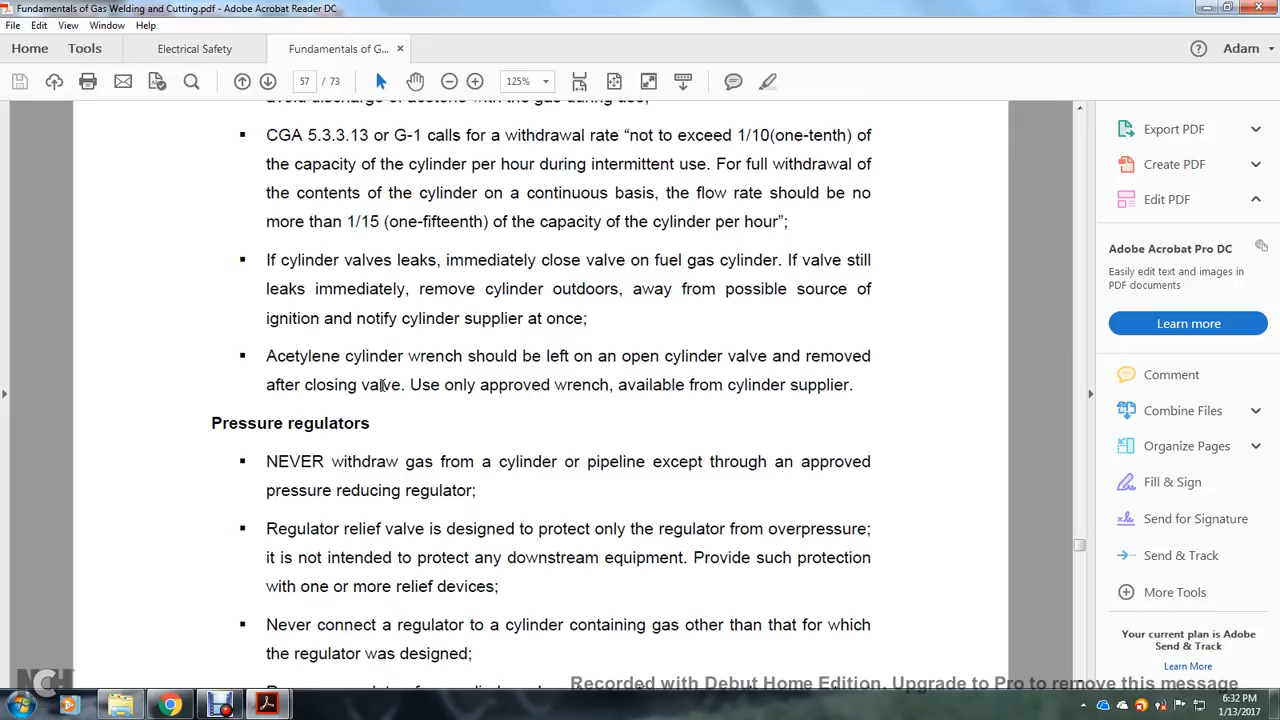 Fundamentals of Gas Welding and Cutting.pdf - Adobe Acrobat Reader DC
File Edit View Window Help
Home Tools Electrical Safety Fundamentals of G... × Adam
57 / 73 125%
avoid discharge of acetone with the gas during use;
▪ CGA 5.3.3.13 or G-1 calls for a withdrawal rate “not to exceed 1/10(one-tenth) of
the capacity of the cylinder per hour during intermittent use. For full withdrawal of
the contents of the cylinder on a continuous basis, the flow rate should be no
more than 1/15 (one-fifteenth) of the capacity of the cylinder per hour”;
▪ If cylinder valves leaks, immediately close valve on fuel gas cylinder. If valve still
leaks immediately, remove cylinder outdoors, away from possible source of
ignition and notify cylinder supplier at once;
▪ Acetylene cylinder wrench should be left on an open cylinder valve and removed
after closing valve. Use only approved wrench, available from cylinder supplier.
Pressure regulators
▪ NEVER withdraw gas from a cylinder or pipeline except through an approved
pressure reducing regulator;
▪ Regulator relief valve is designed to protect only the regulator from overpressure;
it is not intended to protect any downstream equipment. Provide such protection
with one or more relief devices;
▪ Never connect a regulator to a cylinder containing gas other than that for which
the regulator was designed;
Export PDF
Create PDF
Edit PDF
Adobe Acrobat Pro DC
Easily edit text and images in
PDF documents
Learn more
Comment
Combine Files
Organize Pages
Fill & Sign
Send for Signature
Send & Track
More Tools
Your current plan is Adobe
Send & Track
Learn More
NCH
Recorded with Debut Home Edition. Upgrade to Pro to remove this message
6:32 PM
1/13/2017